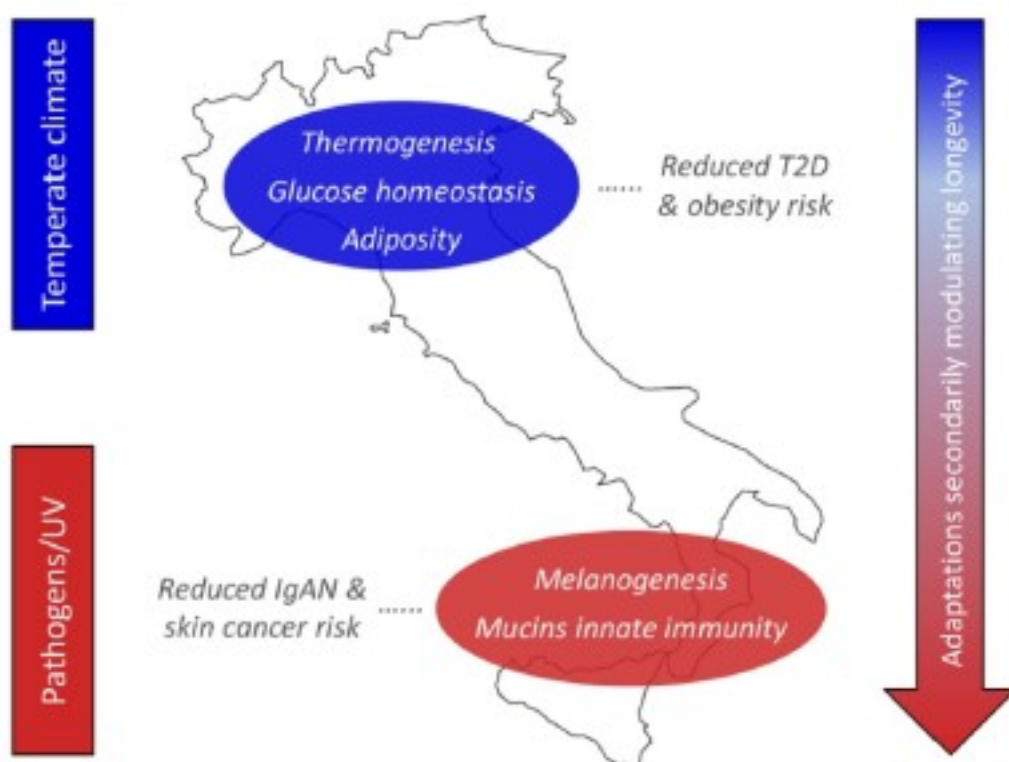 Temperate climate
Thermogenesis
Glucose homeostasis
Adiposity
Reduced T2D
& obesity risk
Adaptations secondarily modulating longevity
Pathogens/UV
Reduced IgAN &
skin cancer risk
Melanogenesis
Mucins innate immunity